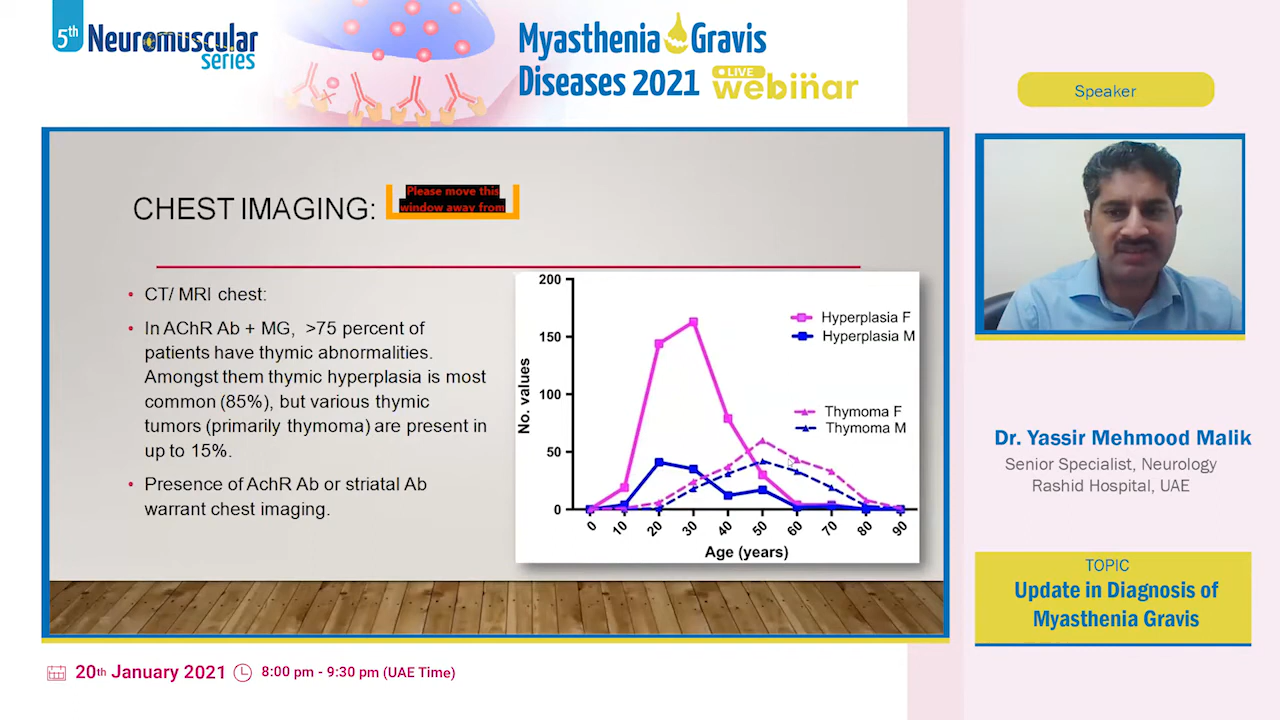 5th Neuromuscular
series
Myasthenia Gravis
Diseases 2021 LIVE webinar
Speaker
CHEST IMAGING:
Please move this
window away from
• CT/ MRI chest:
• In AChR Ab + MG, >75 percent of
patients have thymic abnormalities.
Amongst them thymic hyperplasia is most
common (85%), but various thymic
tumors (primarily thymoma) are present in
up to 15%.
• Presence of AchR Ab or striatal Ab
warrant chest imaging.
No. values
200
150
100
50
0
0 10 20 30 40 50 60 70 80 90
Age (years)
Hyperplasia F
Hyperplasia M
Thymoma F
Thymoma M
Dr. Yassir Mehmood Malik
Senior Specialist, Neurology
Rashid Hospital, UAE
TOPIC
Update in Diagnosis of
Myasthenia Gravis
20th January 2021 8:00 pm - 9:30 pm (UAE Time)